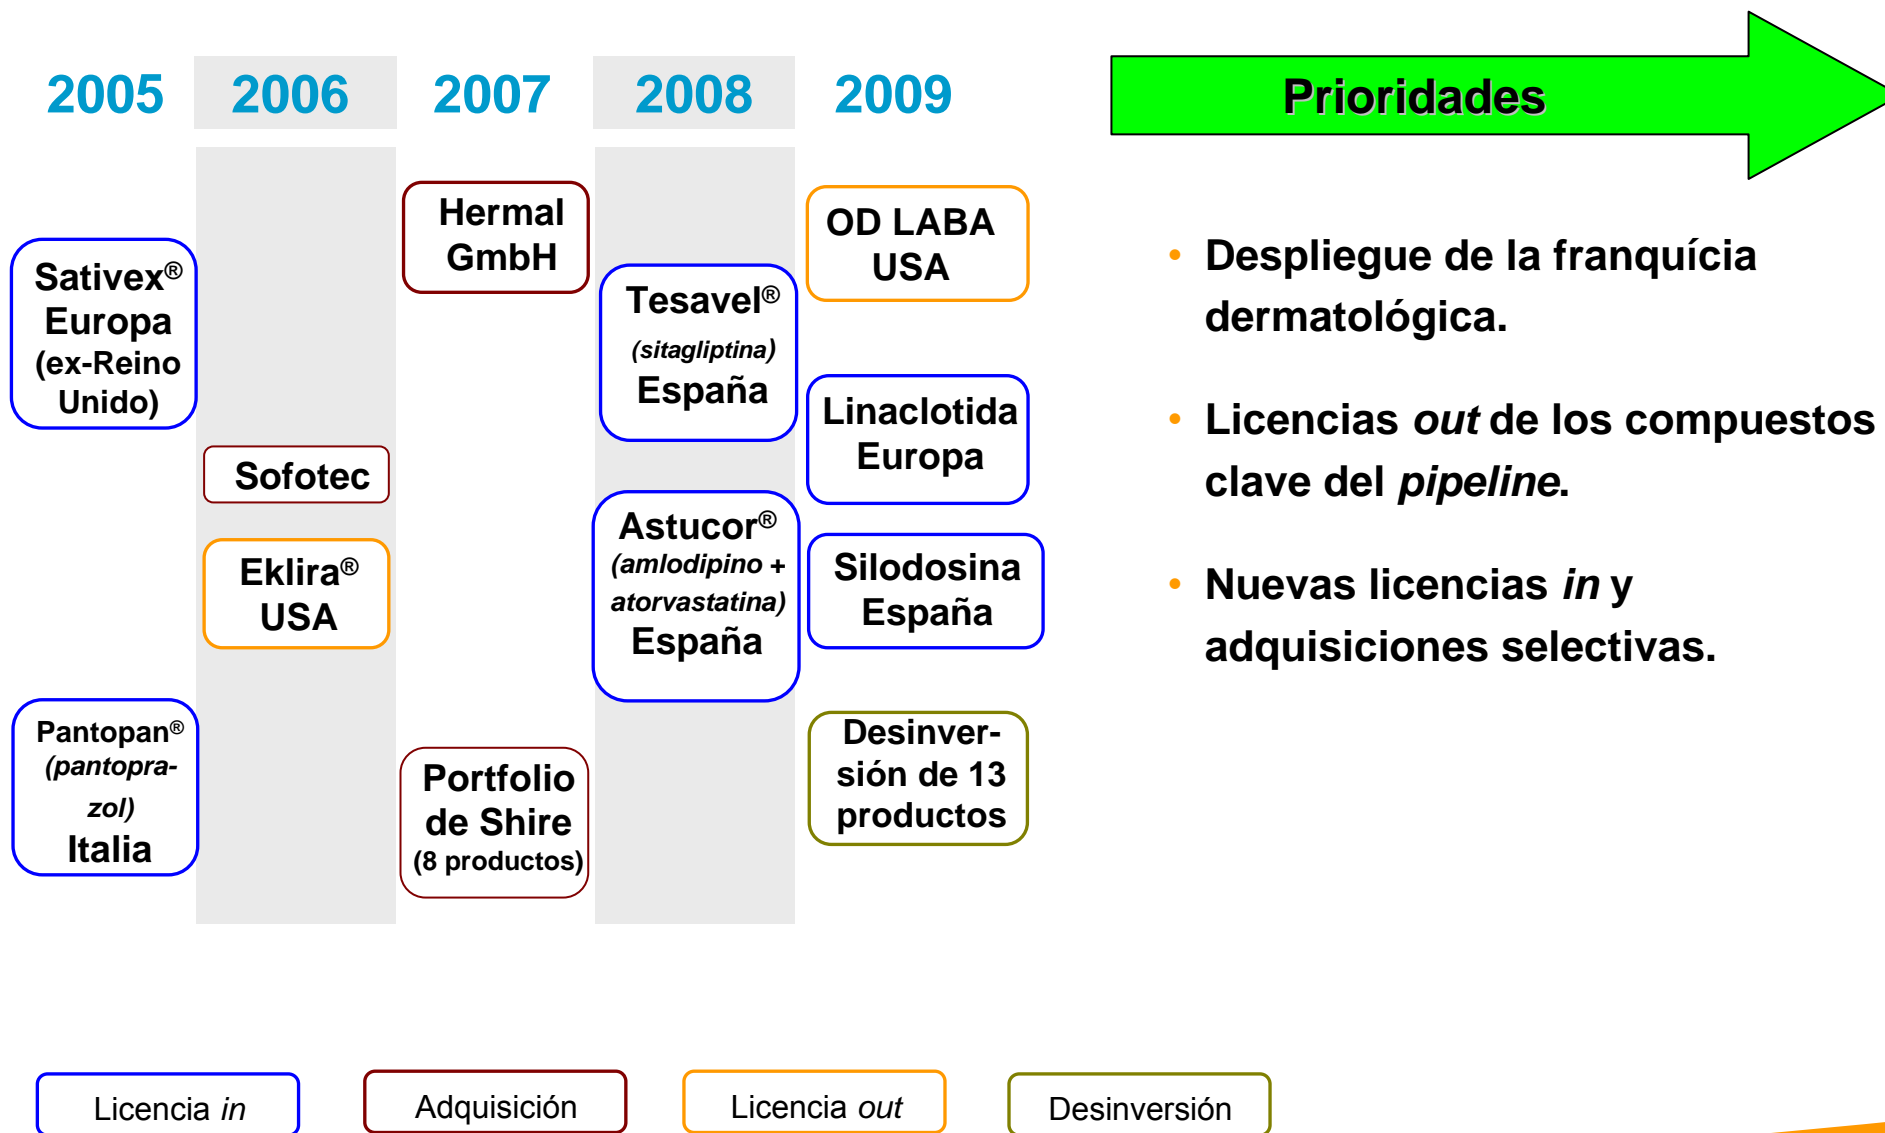 2005
2006
2007
2008
2009
Prioridades
Sativex®
Europa
(ex-Reino
Unido)
Pantopan®
(pantopra-
zol)
Italia
Sofotec
Eklira®
USA
Hermal
GmbH
Portfolio
de Shire
(8 productos)
Tesavel®
(sitagliptina)
España
Astucor®
(amlodipino +
atorvastatina)
España
OD LABA
USA
Linaclotida
Europa
Silodosina
España
Desinver-
sión de 13
productos
• Despliegue de la franquícia
dermatológica.
• Licencias out de los compuestos
clave del pipeline.
• Nuevas licencias in y
adquisiciones selectivas.
Licencia in
Adquisición
Licencia out
Desinversión